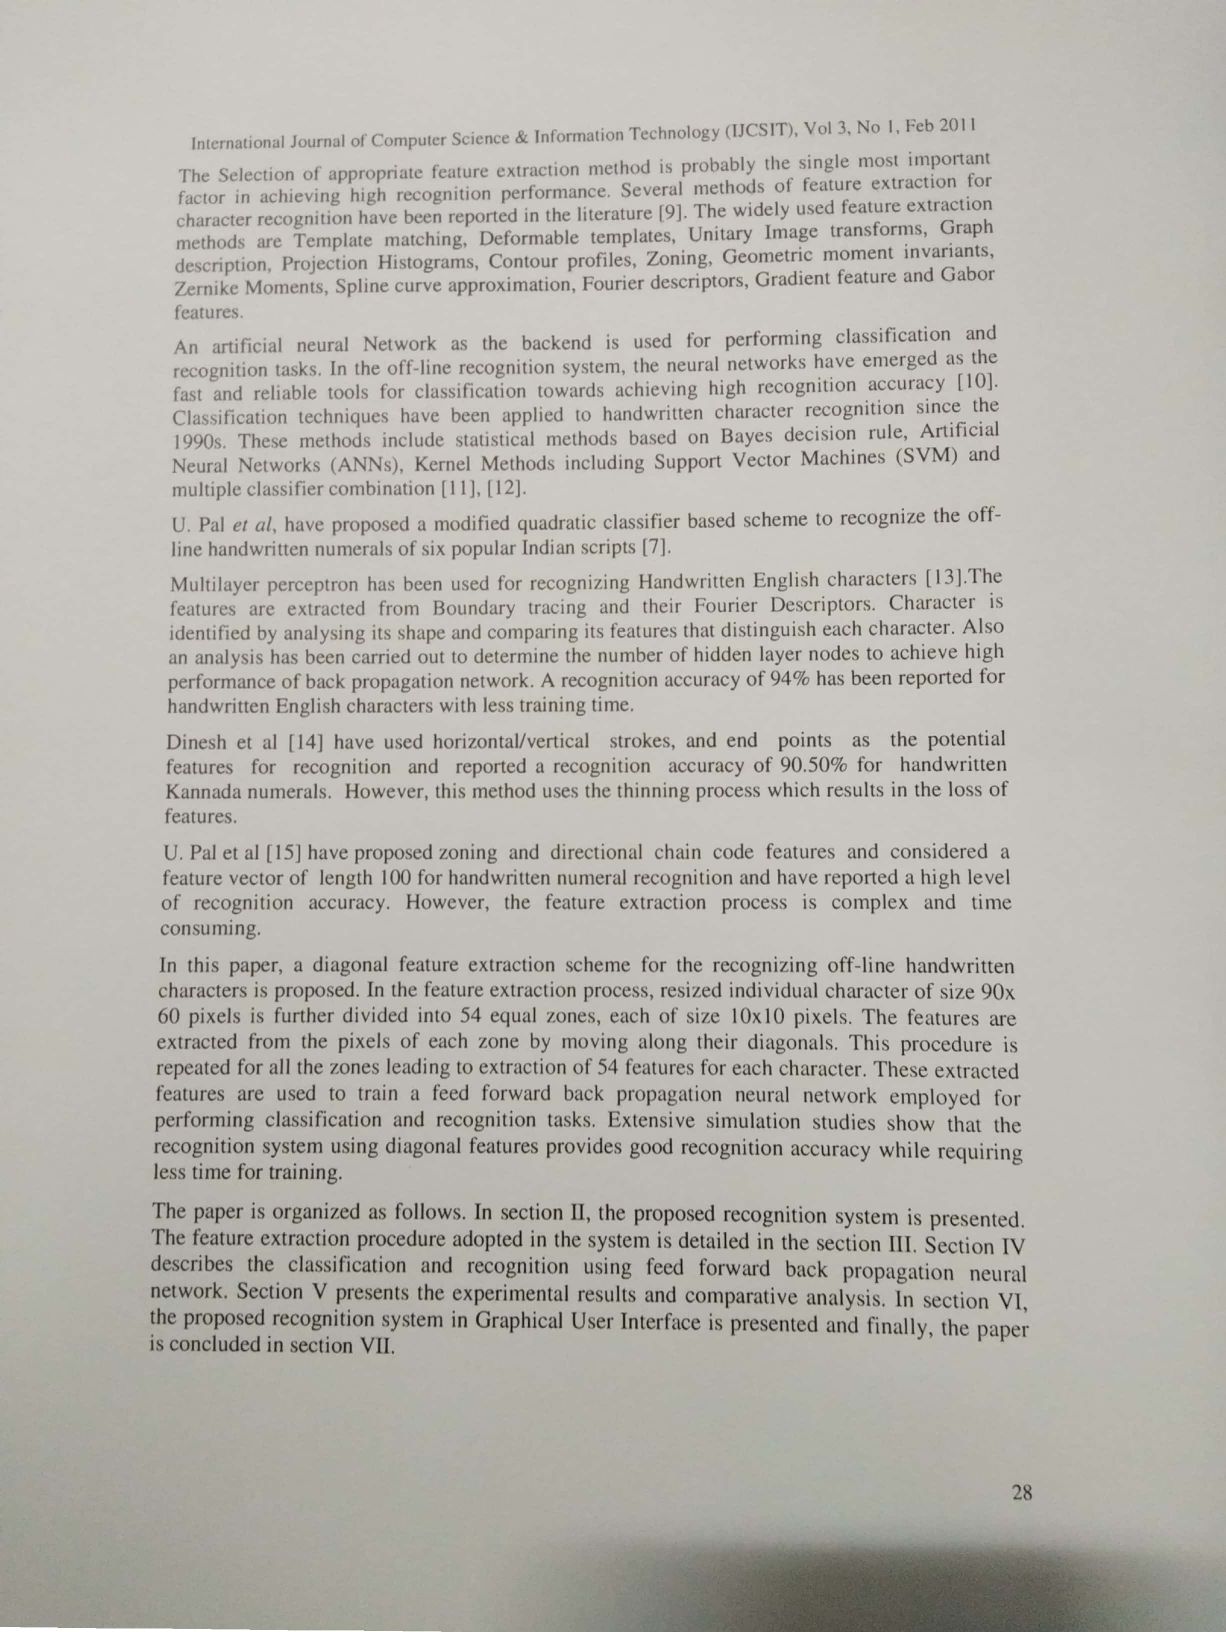 International Journal of Computer Science & Information Technology (IJCSIT), Vol 3, No 1, Feb 2011
The Selection of appropriate feature extraction method is probably the single most important
factor in achieving high recognition performance. Several methods of feature extraction for
character recognition have been reported in the literature [9]. The widely used feature extraction
methods are Template matching, Deformable templates, Unitary Image transforms, Graph
description, Projection Histograms, Contour profiles, Zoning, Geometric moment invariants,
Zernike Moments, Spline curve approximation, Fourier descriptors, Gradient feature and Gabor
features.
An artificial neural Network as the backend is used for performing classification and
recognition tasks. In the off-line recognition system, the neural networks have emerged as the
fast and reliable tools for classification towards achieving high recognition accuracy [10].
Classification techniques have been applied to handwritten character recognition since the
1990s. These methods include statistical methods based on Bayes decision rule, Artificial
Neural Networks (ANNs), Kernel Methods including Support Vector Machines (SVM) and
multiple classifier combination [11], [12].
U. Pal et al, have proposed a modified quadratic classifier based scheme to recognize the off-
line handwritten numerals of six popular Indian scripts [7].
Multilayer perceptron has been used for recognizing Handwritten English characters [13].The
features are extracted from Boundary tracing and their Fourier Descriptors. Character is
identified by analysing its shape and comparing its features that distinguish each character. Also
an analysis has been carried out to determine the number of hidden layer nodes to achieve high
performance of back propagation network. A recognition accuracy of 94% has been reported for
handwritten English characters with less training time.
Dinesh et al [14] have used horizontal/vertical strokes, and end points as the potential
features for recognition and reported a recognition accuracy of 90.50% for handwritten
Kannada numerals. However, this method uses the thinning process which results in the loss of
features.
U. Pal et al [15] have proposed zoning and directional chain code features and considered a
feature vector of length 100 for handwritten numeral recognition and have reported a high level
of recognition accuracy. However, the feature extraction process is complex and time
consuming.
In this paper, a diagonal feature extraction scheme for the recognizing off-line handwritten
characters is proposed. In the feature extraction process, resized individual character of size 90x
60 pixels is further divided into 54 equal zones, each of size 10x10 pixels. The features are
extracted from the pixels of each zone by moving along their diagonals. This procedure is
repeated for all the zones leading to extraction of 54 features for each character. These extracted
features are used to train a feed forward back propagation neural network employed for
performing classification and recognition tasks. Extensive simulation studies show that the
recognition system using diagonal features provides good recognition accuracy while requiring
less time for training.
The paper is organized as follows. In section II, the proposed recognition system is presented.
The feature extraction procedure adopted in the system is detailed in the section III. Section IV
describes the classification and recognition using feed forward back propagation neural
network. Section V presents the experimental results and comparative analysis. In section VI,
the proposed recognition system in Graphical User Interface is presented and finally, the paper
is concluded in section VII.
28